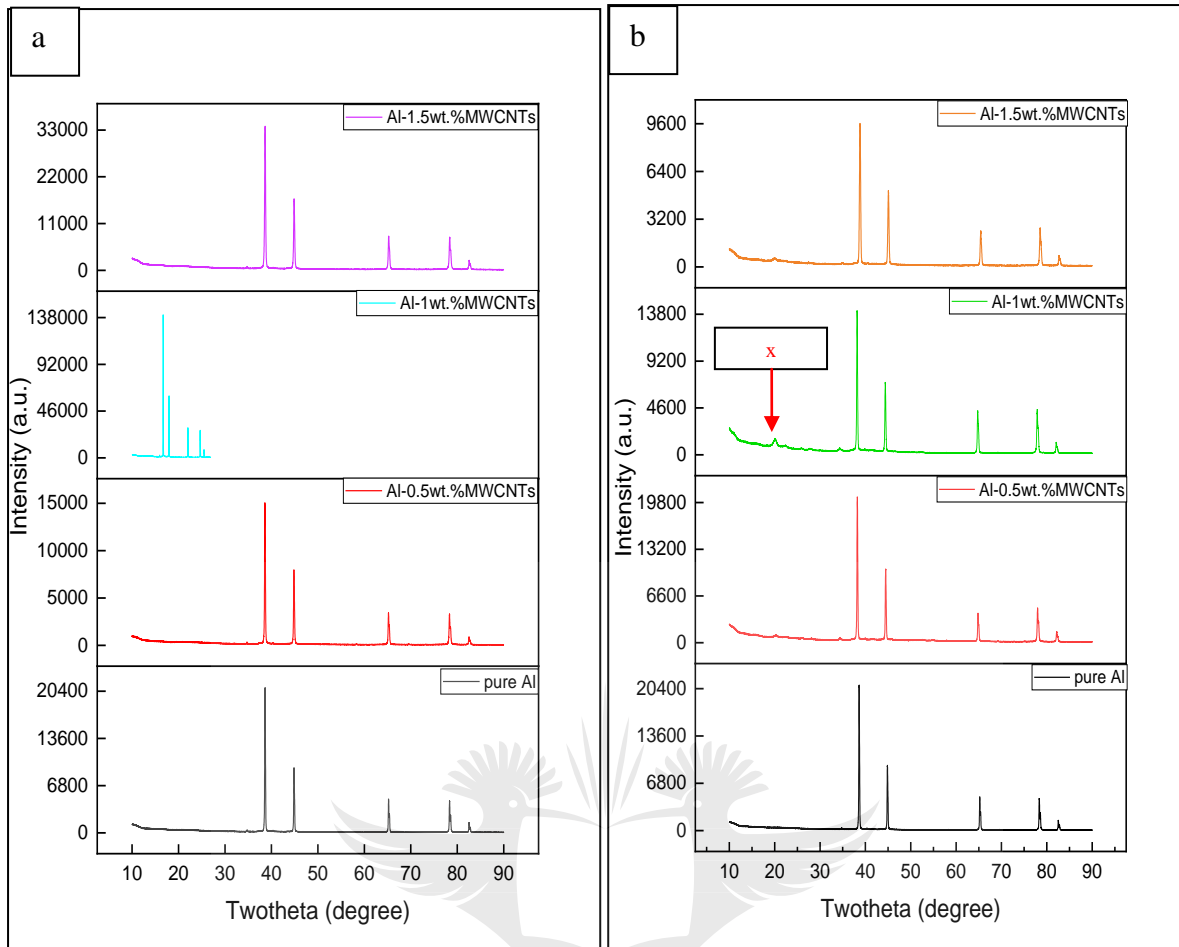 a
Al-1.5wt.%MWCNTs
33000
22000
11000
0
Al-1wt.%MWCNTs
138000
92000
46000
0
Al-0.5wt.%MWCNTs
15000
10000
5000
0
pure Al
20400
13600
6800
0
10 20 30 40 50 60 70 80 90
Intensity (a.u.)
Twotheta (degree)
b
Al-1.5wt.%MWCNTs
9600
6400
3200
0
Al-1wt.%MWCNTs
x
13800
9200
4600
0
Al-0.5wt.%MWCNTs
19800
13200
6600
0
pure Al
20400
13600
6800
0
10 20 30 40 50 60 70 80 90
Intensity (a.u.)
Twotheta (degree)